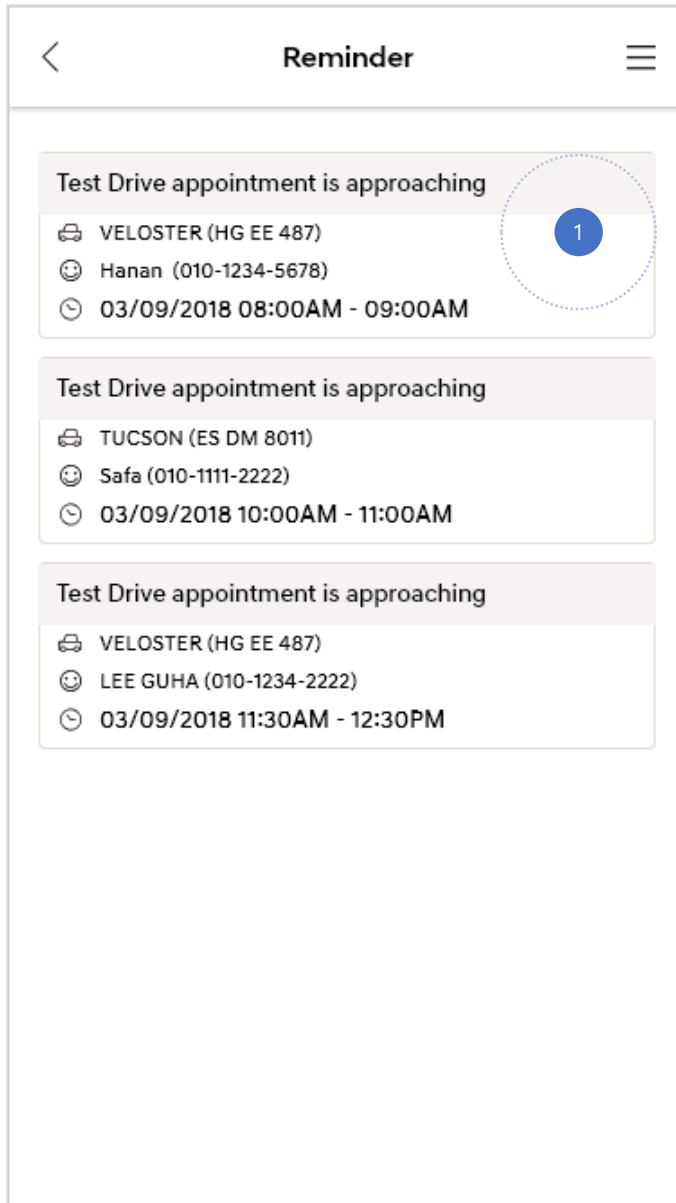 Reminder
Test Drive appointment is approaching
1
VELOSTER (HG EE 487)
Hanan (010-1234-5678)
03/09/2018 08:00AM - 09:00AM
Test Drive appointment is approaching
TUCSON (ES DM 8011)
Safa (010-1111-2222)
03/09/2018 10:00AM - 11:00AM
Test Drive appointment is approaching
VELOSTER (HG EE 487)
LEE GUHA (010-1234-2222)
03/09/2018 11:30AM - 12:30PM